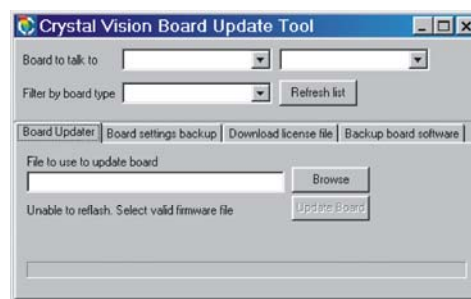 Crystal Vision Board Update Tool
Board to talk to
Filter by board type
Refresh list
Board Updater
Board settings backup
Download license file
Backup board software
File to use to update board
Browse
Unable to reflash. Select valid firmware file
Update Board